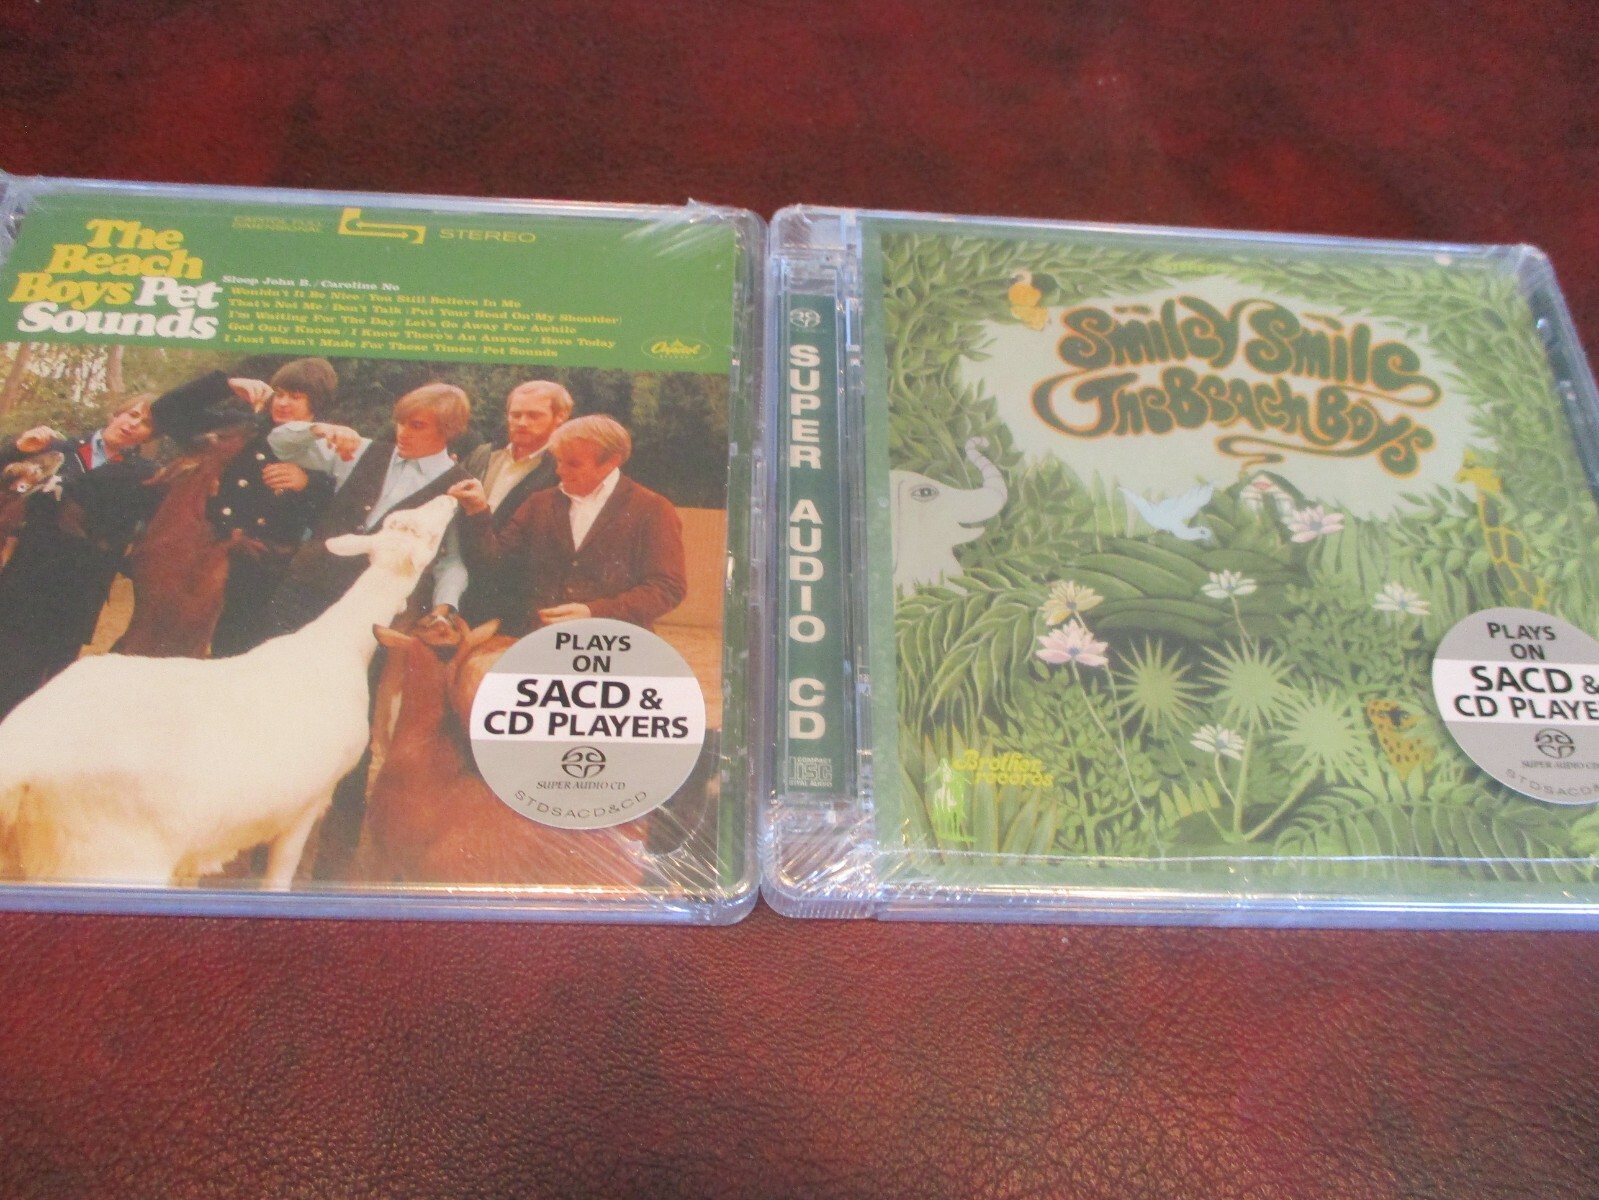 The
Beach
Boys Pet
Sounds
CAPITOL FULL
DIMENSIONAL
STEREO
Sloop John B. / Caroline No
Wouldn't It Be Nice / You Still Believe In Me
That's Not Me / Don't Talk (Put Your Head On My Shoulder)
I'm Waiting For The Day / Let's Go Away For Awhile
God Only Knows / I Know There's An Answer / Here Today
I Just Wasn't Made For These Times / Pet Sounds
Capitol
PLAYS
ON
SACD &
CD PLAYERS
SUPER AUDIO CD
STDSACD&CD
SUPER AUDIO CD
COMPACT
disc
DIGITAL AUDIO
STEREO
Smiley Smile
The Beach Boys
Brother
records
PLAYS
ON
SACD &
CD PLAYE
SUPER AUDIO CD
STDSACD&